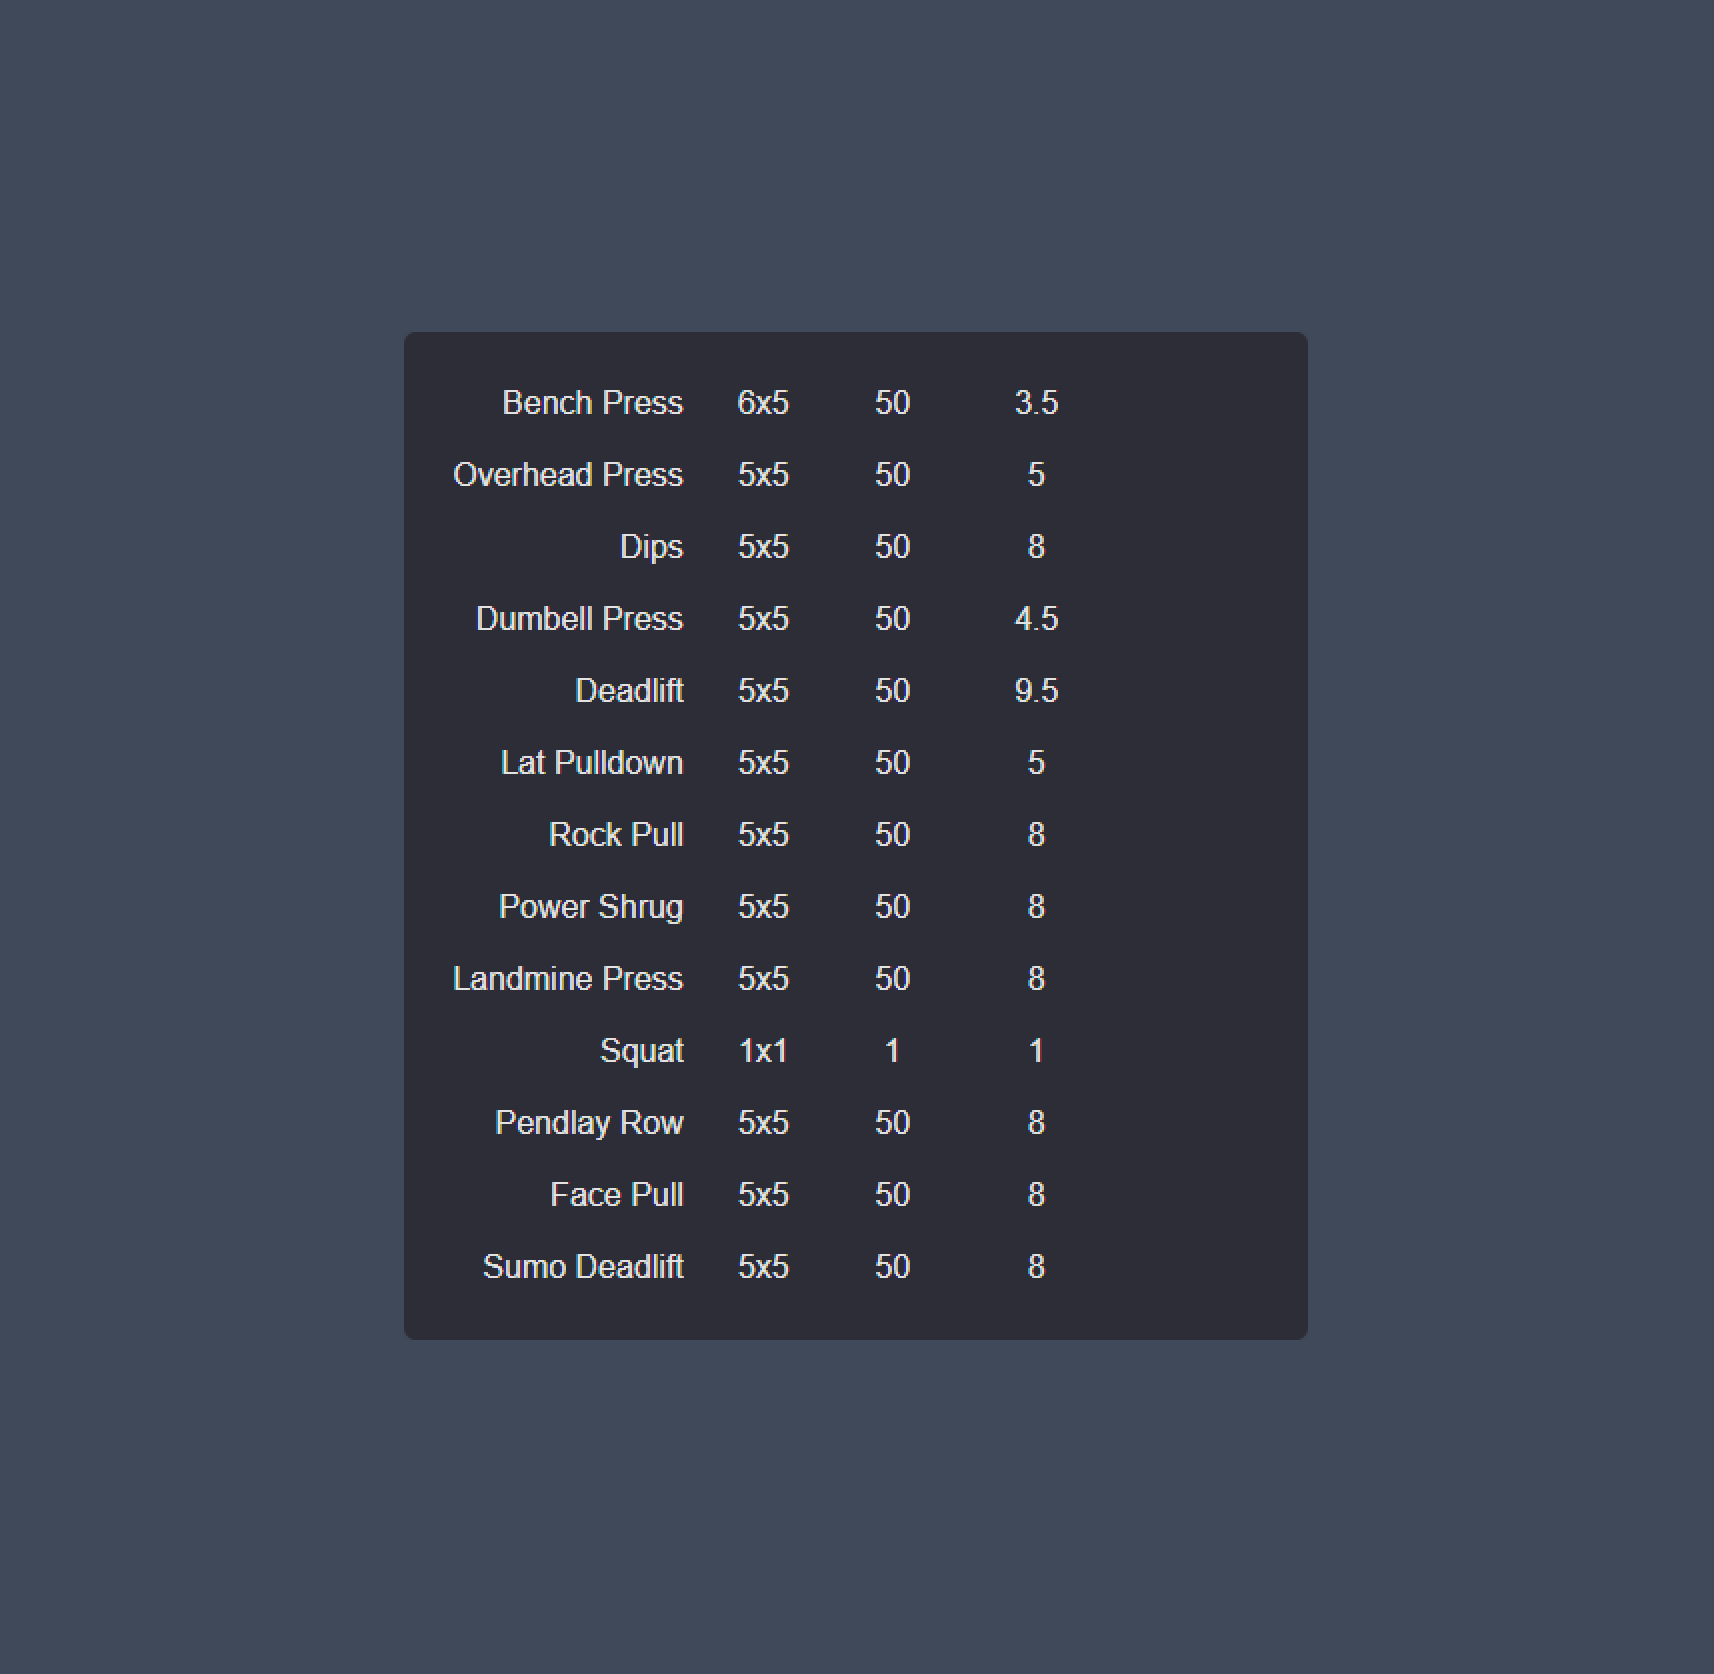 Bench Press 6x5 50 3.5
Overhead Press 5x5 50 5
Dips 5x5 50 8
Dumbell Press 5x5 50 4.5
Deadlift 5x5 50 9.5
Lat Pulldown 5x5 50 5
Rock Pull 5x5 50 8
Power Shrug 5x5 50 8
Landmine Press 5x5 50 8
Squat 1x1 1 1
Pendlay Row 5x5 50 8
Face Pull 5x5 50 8
Sumo Deadlift 5x5 50 8